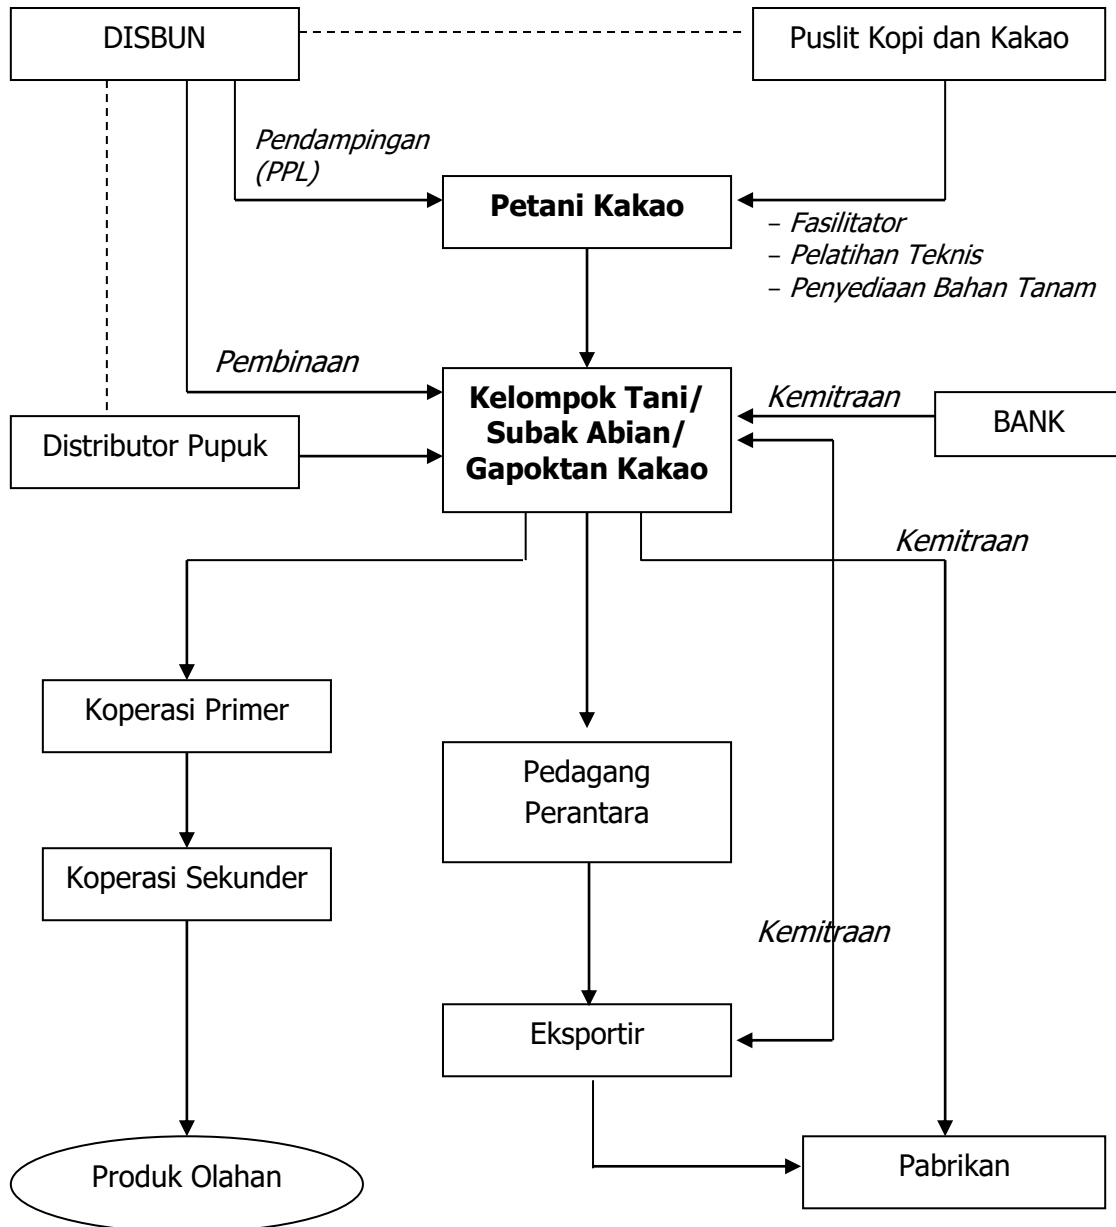 DISBUN
Puslit Kopi dan Kakao
Pendampingan
(PPL)
Petani Kakao
– Fasilitator
– Pelatihan Teknis
– Penyediaan Bahan Tanam
Pembinaan
Kelompok Tani/
Subak Abian/
Gapoktan Kakao
Kemitraan
BANK
Distributor Pupuk
Kemitraan
Koperasi Primer
Pedagang
Perantara
Koperasi Sekunder
Kemitraan
Eksportir
Produk Olahan
Pabrikan